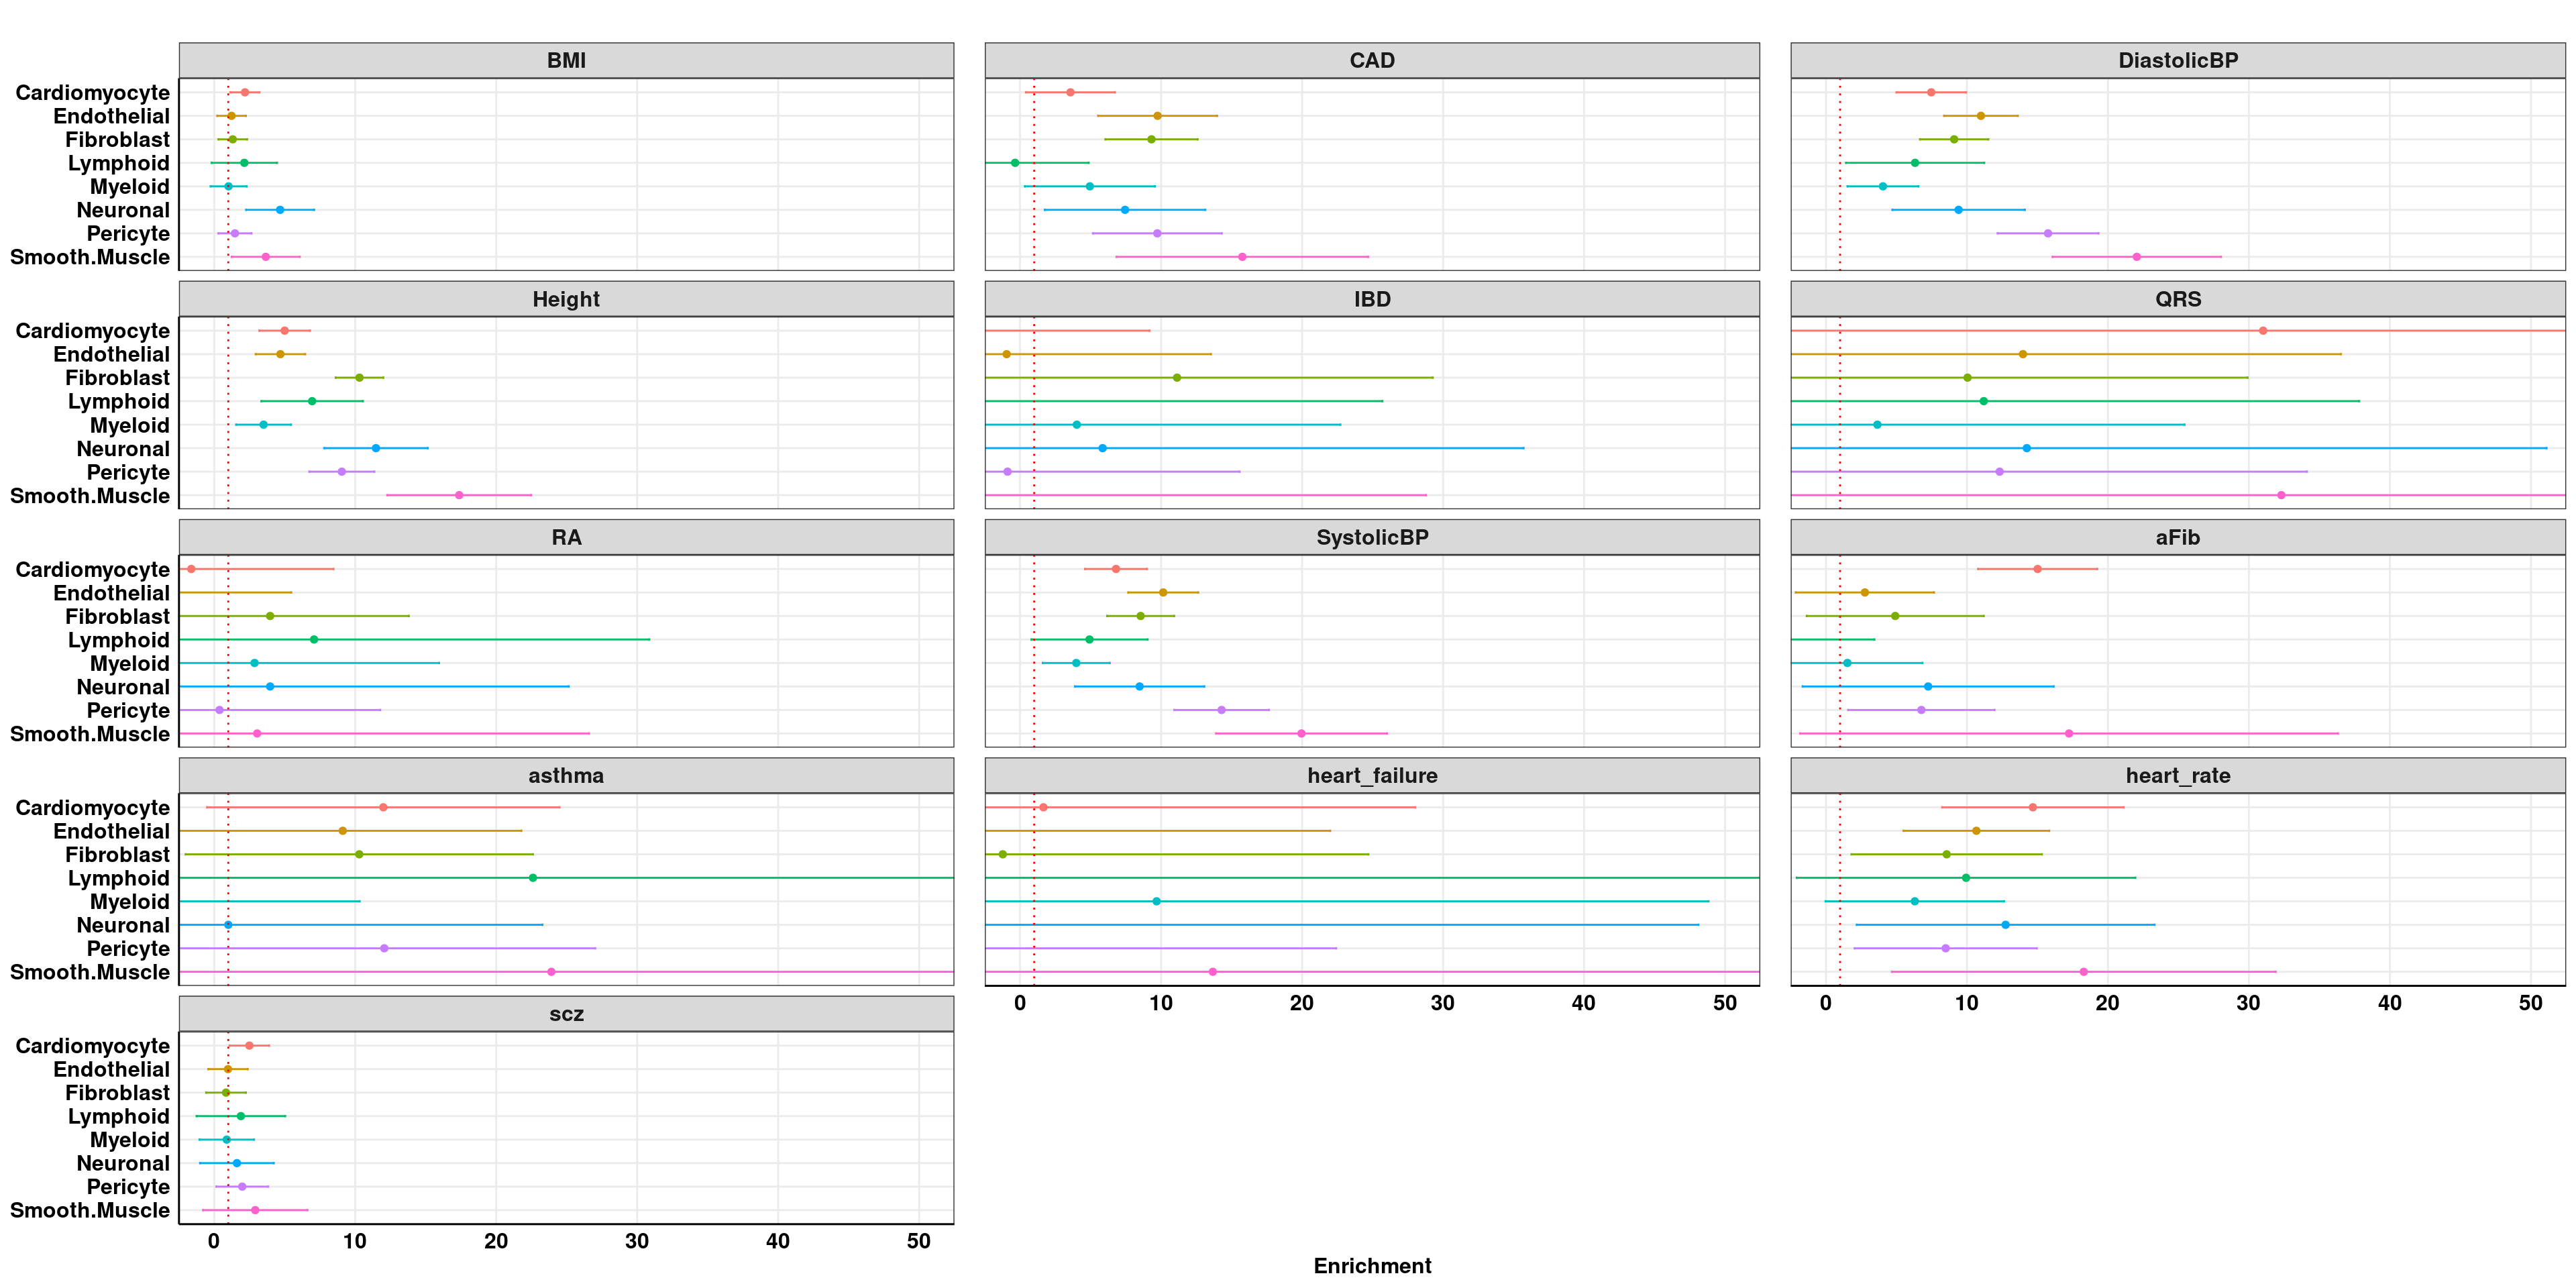 BMI
CAD
DiastolicBP
Cardiomyocyte
Endothelial
Fibroblast
Lymphoid
Myeloid
Neuronal
Pericyte
Smooth.Muscle
Height
IBD
QRS
Cardiomyocyte
Endothelial
Fibroblast
Lymphoid
Myeloid
Neuronal
Pericyte
Smooth.Muscle
RA
SystolicBP
aFib
Cardiomyocyte
Endothelial
Fibroblast
Lymphoid
Myeloid
Neuronal
Pericyte
Smooth.Muscle
asthma
heart_failure
heart_rate
Cardiomyocyte
Endothelial
Fibroblast
Lymphoid
Myeloid
Neuronal
Pericyte
Smooth.Muscle
0 10 20 30 40 50
0 10 20 30 40 50
scz
Cardiomyocyte
Endothelial
Fibroblast
Lymphoid
Myeloid
Neuronal
Pericyte
Smooth.Muscle
0 10 20 30 40 50
Enrichment